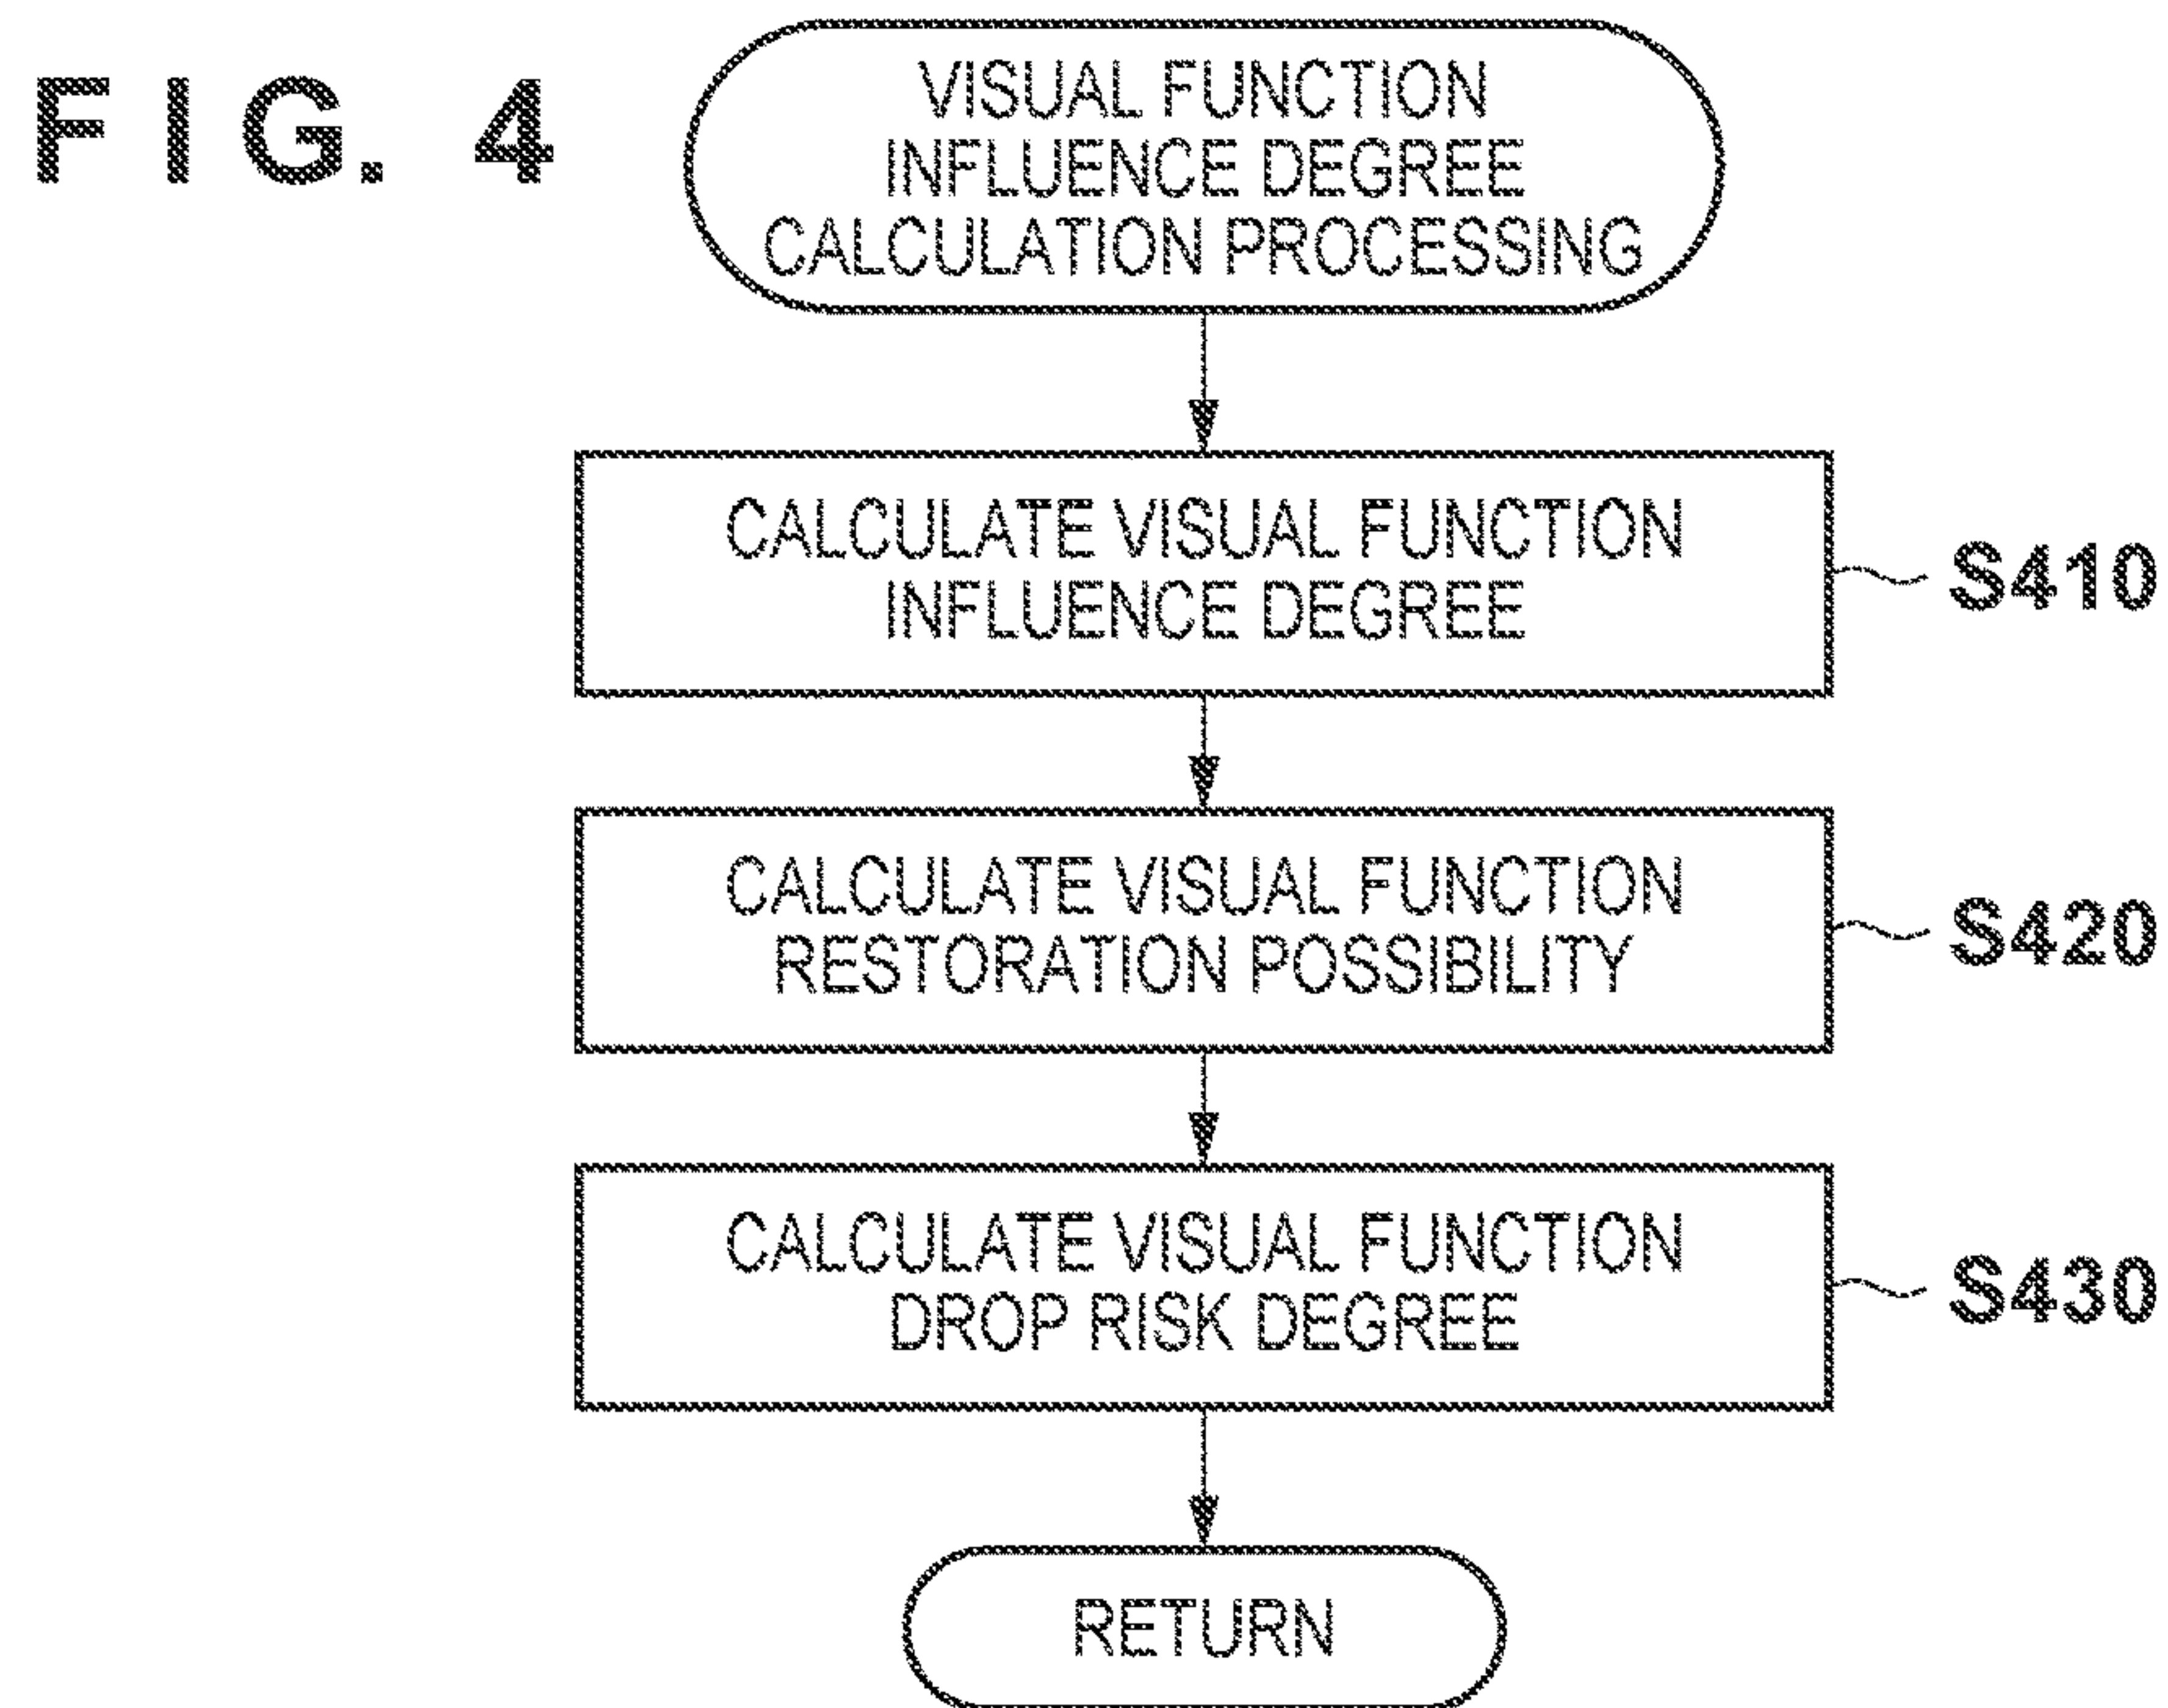 FIG. 4
VISUAL FUNCTION
INFLUENCE DEGREE
CALCULATION PROCESSING
CALCULATE VISUAL FUNCTION
INFLUENCE DEGREE
S410
CALCULATE VISUAL FUNCTION
RESTORATION POSSIBILITY
S420
CALCULATE VISUAL FUNCTION
DROP RISK DEGREE
S430
RETURN